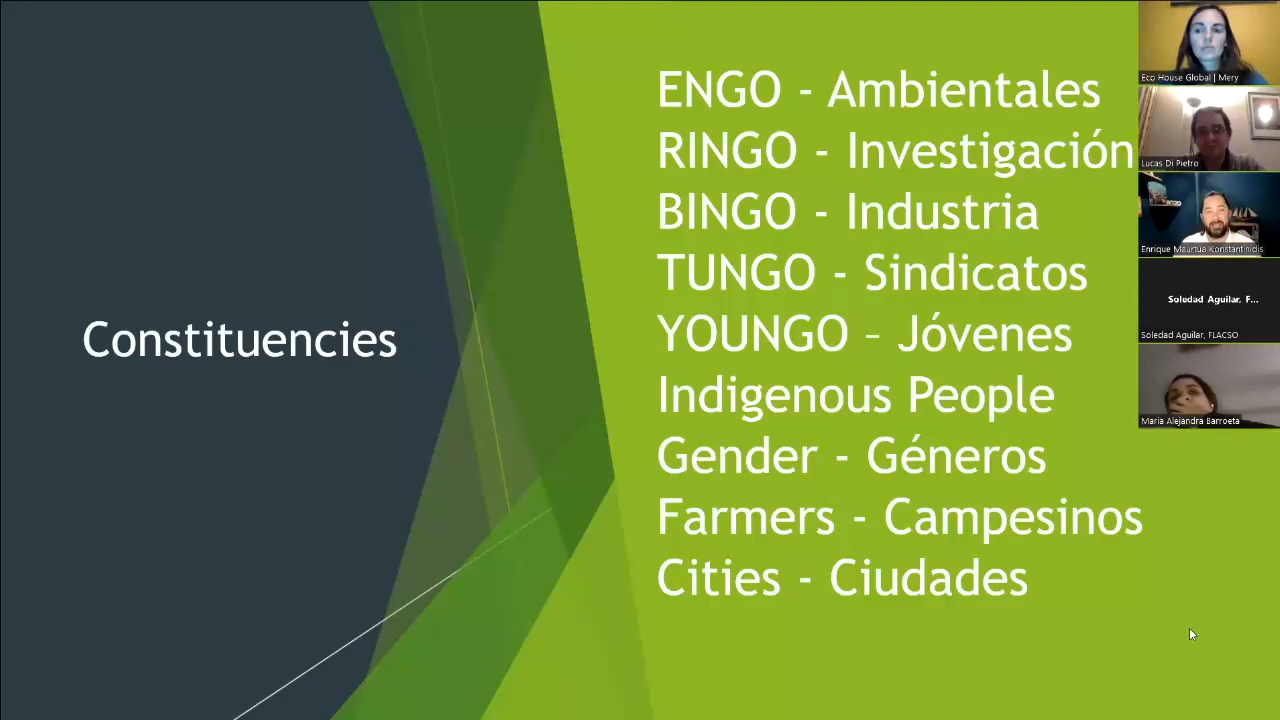 Constituencies
ENGO - Ambientales
RINGO - Investigación
BINGO - Industria
TUNGO - Sindicatos
YOUNGO – Jóvenes
Indigenous People
Gender - Géneros
Farmers - Campesinos
Cities - Ciudades
Eco House Global | Mery
Lucas Di Pietro
Enrique Maurtua Konstantinidis
Soledad Aguilar, F...
Soledad Aguilar, FLACSO
Maria Alejandra Barroeta